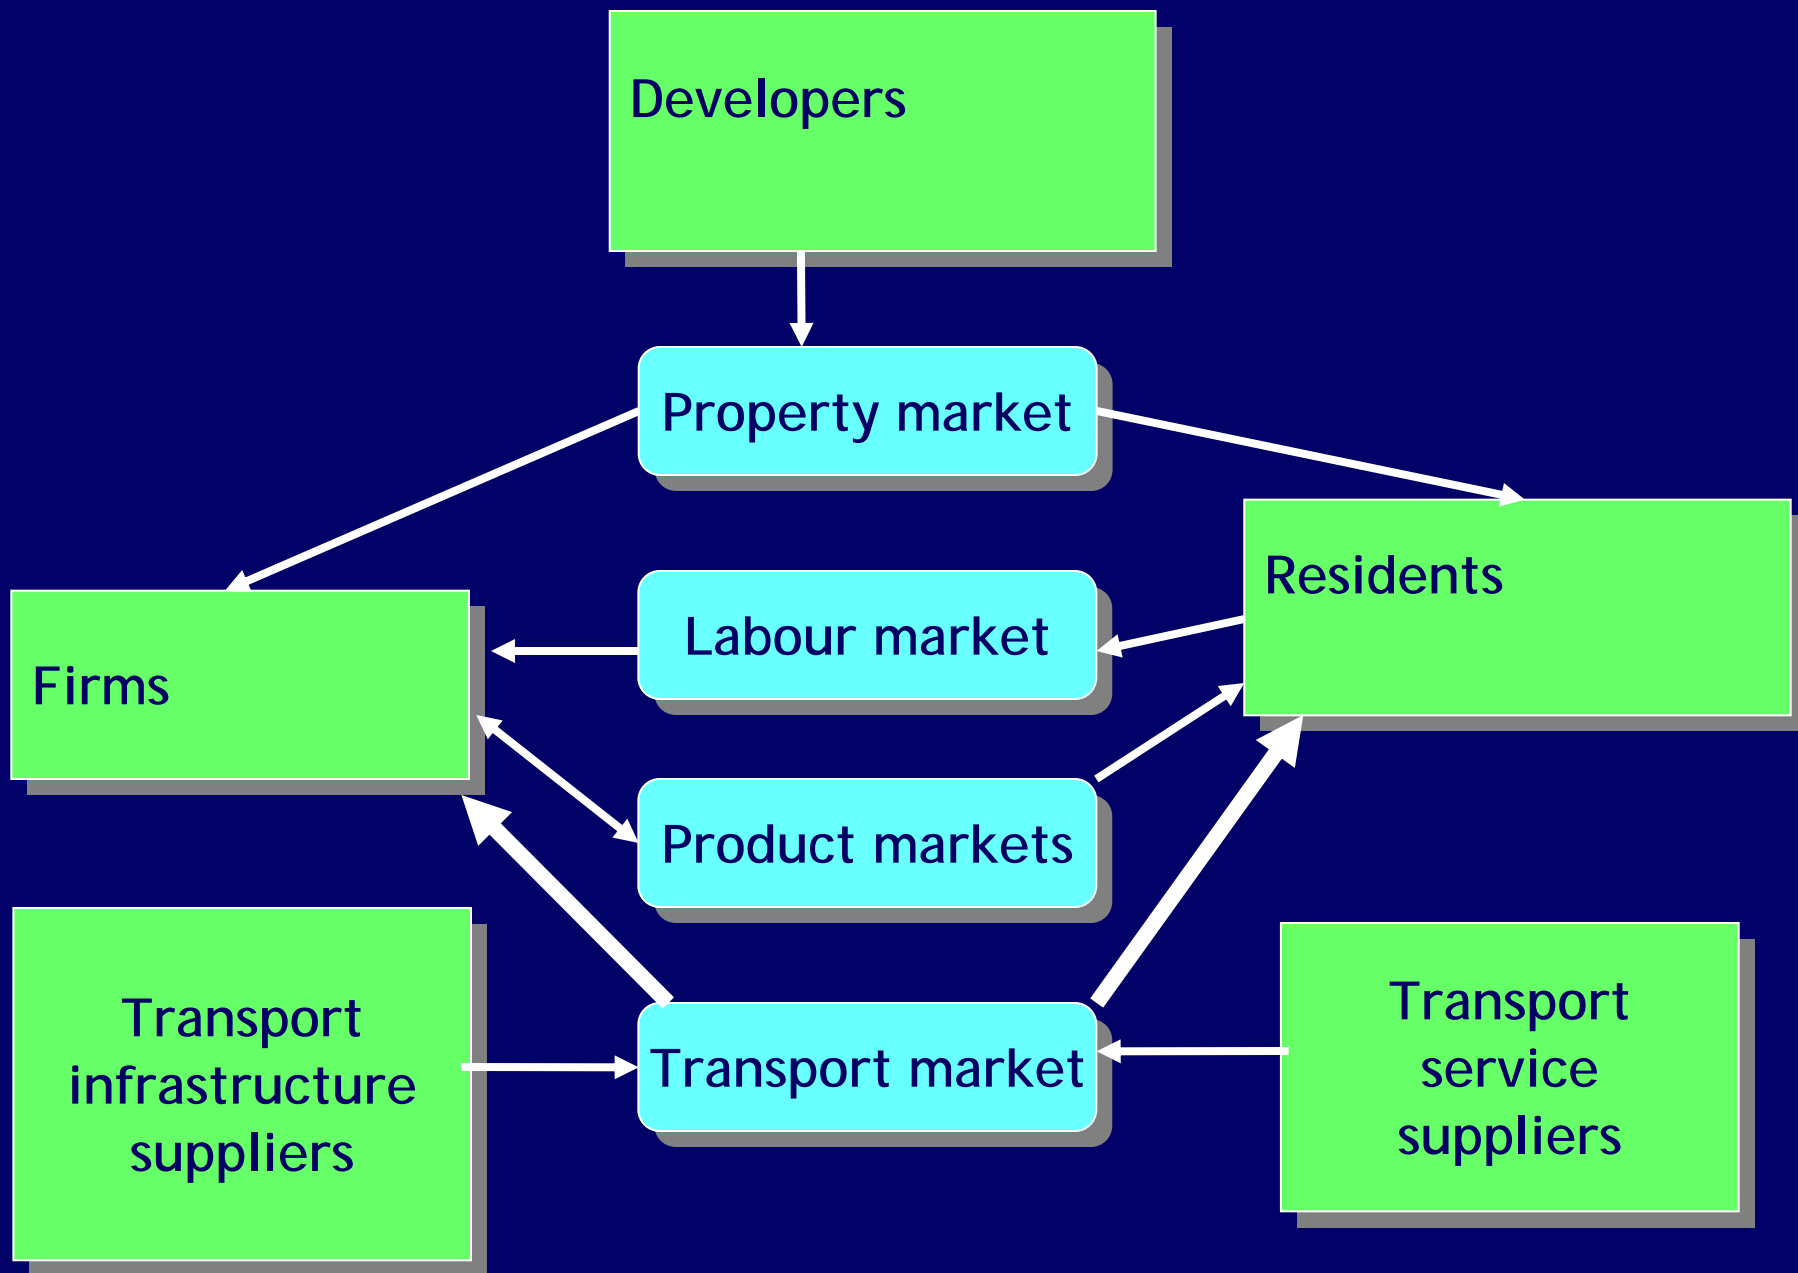 Developers
Property market
Residents
Labour market
Firms
Product markets
Transport
infrastructure
suppliers
Transport market
Transport
service
suppliers